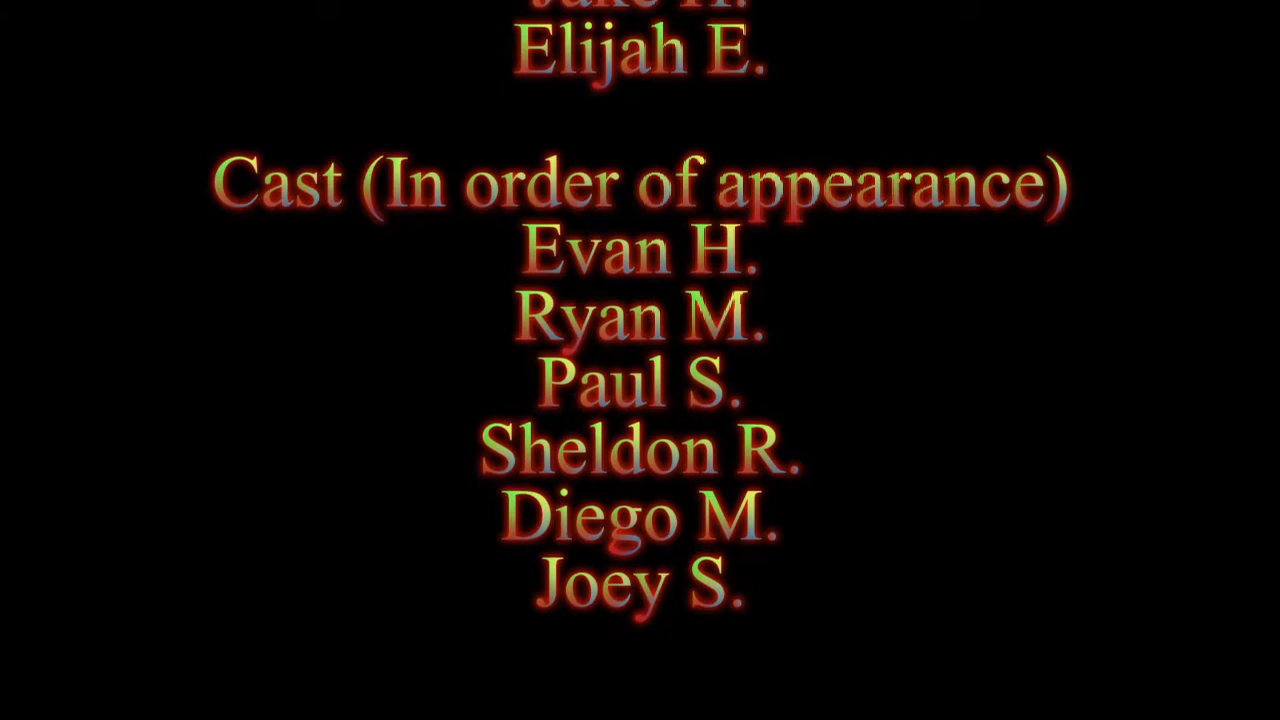 Elijah E.
Cast (In order of appearance)
Evan H.
Ryan M.
Paul S.
Sheldon R.
Diego M.
Joey S.